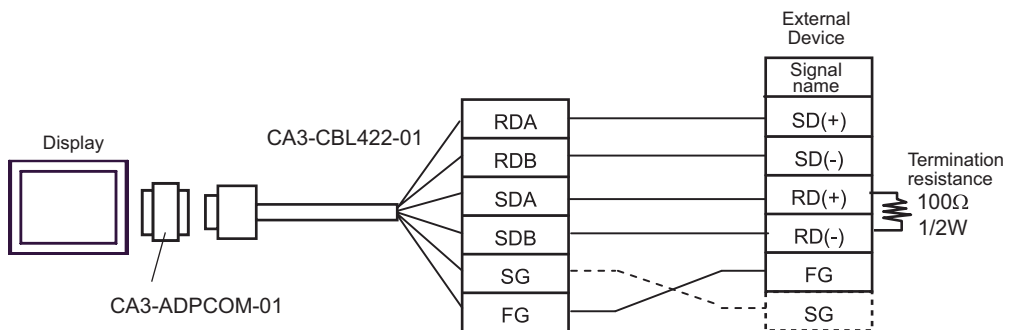 External
Device
Signal
name
RDA
SD(+)
CA3-CBL422-01
Display
RDB
SD(-)
Termination
resistance
100Ω
1/2W
SDA
RD(+)
SDB
RD(-)
SG
FG
CA3-ADPCOM-01
FG
SG